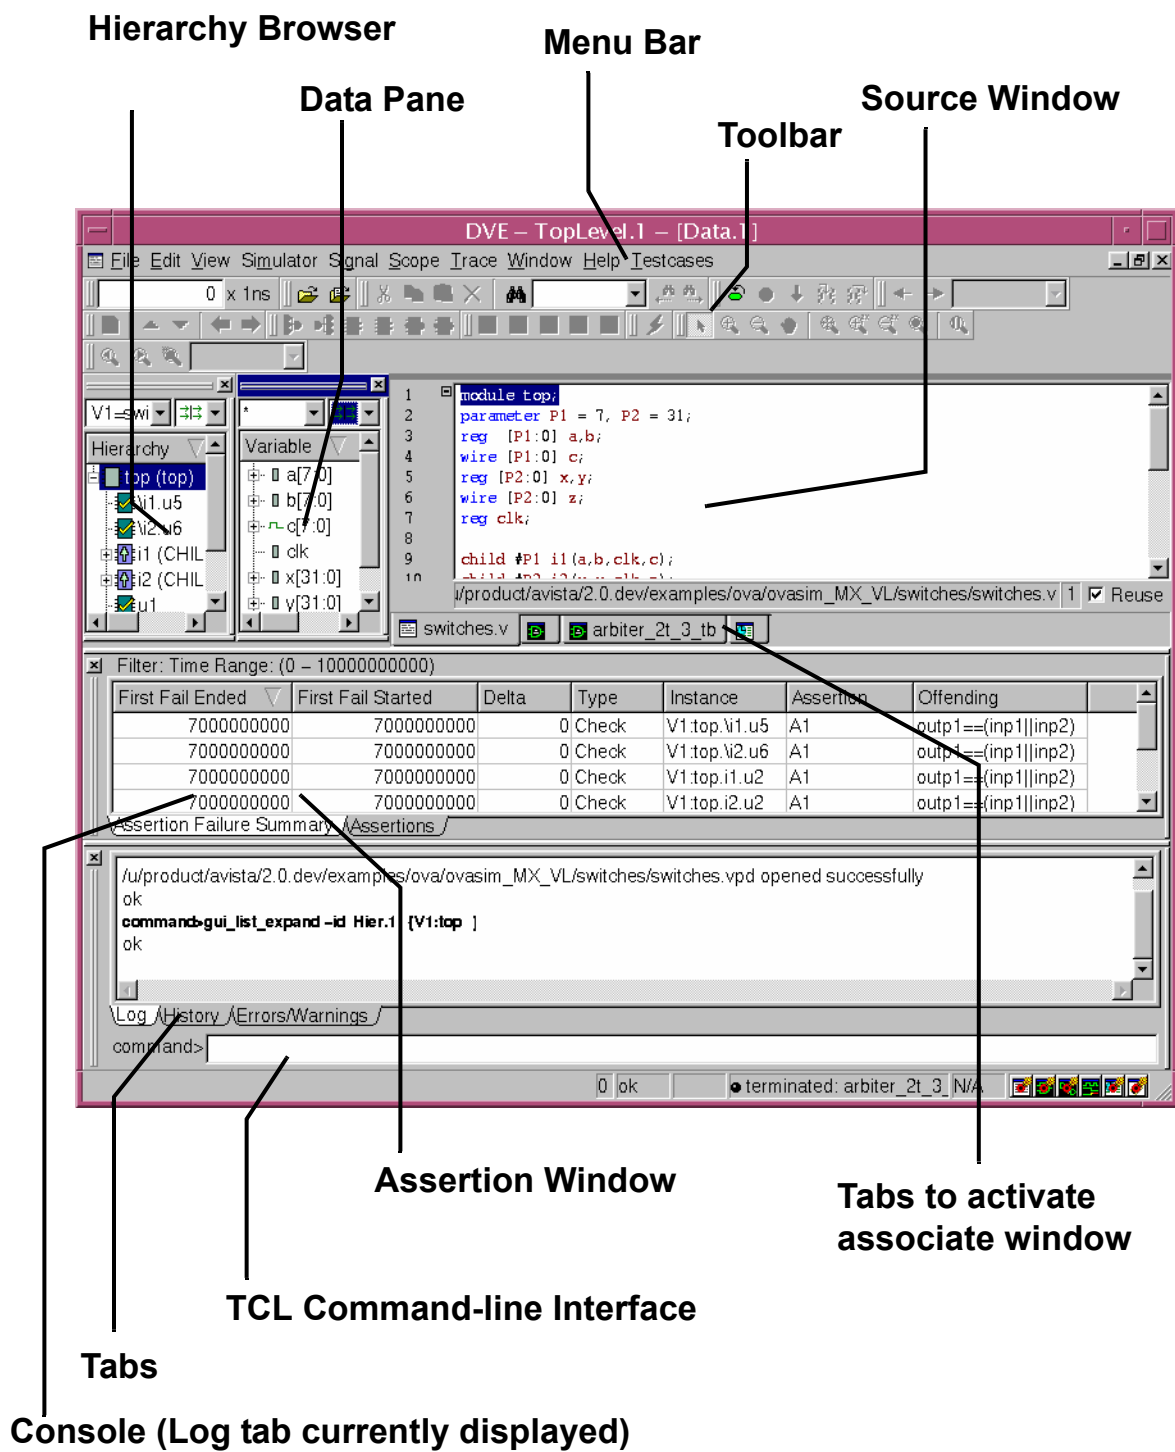 Hierarchy Browser
Menu Bar
Data Pane
Source Window
Toolbar
DVE – TopLevel.1 – [Data.1]
File Edit View Simulator Signal Scope Trace Window Help Testcases
0 x 1ns
V1=swi
*
Hierarchy
Variable
top (top)
\i1.u5
\i2.u6
i1 (CHIL
i2 (CHIL
u1
a[7:0]
b[7:0]
c[7:0]
clk
x[31:0]
y[31:0]
1 module top;
2 parameter P1 = 7, P2 = 31;
3 reg [P1:0] a,b;
4 wire [P1:0] c;
5 reg [P2:0] x,y;
6 wire [P2:0] z;
7 reg clk;
8
9 child #P1 i1(a,b,clk,c);
10 child #P2 i2(x,y,clk,z);
/product/avista/2.0.dev/examples/ova/ovasim_MX_VL/switches/switches.v 1 Reuse
switches.v arbiter_2t_3_tb
Filter: Time Range: (0 – 10000000000)
First Fail Ended First Fail Started Delta Type Instance Assertion Offending
7000000000 7000000000 0 Check V1:top.\i1.u5 A1 outp1==(inp1||inp2)
7000000000 7000000000 0 Check V1:top.\i2.u6 A1 outp1==(inp1||inp2)
7000000000 7000000000 0 Check V1:top.i1.u2 A1 outp1==(inp1||inp2)
7000000000 7000000000 0 Check V1:top.i2.u2 A1 outp1==(inp1||inp2)
Assertion Failure Summary Assertions
/u/product/avista/2.0.dev/examples/ova/ovasim_MX_VL/switches/switches.vpd opened successfully
ok
command>gui_list_expand –id Hier.1 {V1:top }
ok
Log History Errors/Warnings
command>
0 ok terminated: arbiter_2t_3_ N/A
Assertion Window
Tabs to activate
associate window
TCL Command-line Interface
Tabs
Console (Log tab currently displayed)